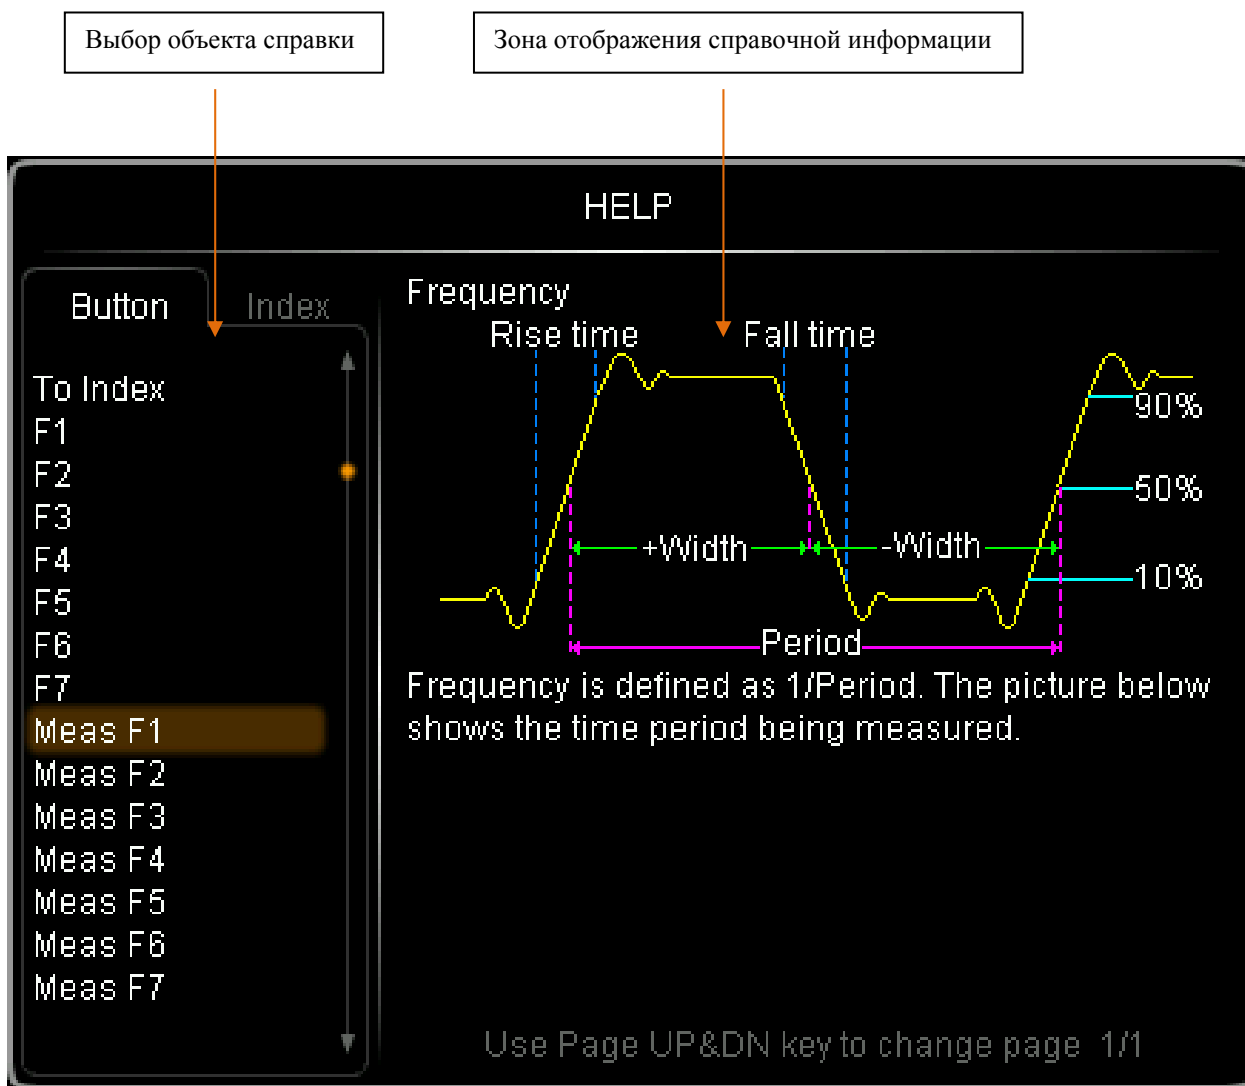 Выбор объекта справки
Зона отображения справочной информации
HELP
Button
Index
To Index
F1
F2
F3
F4
F5
F6
F7
Meas F1
Meas F2
Meas F3
Meas F4
Meas F5
Meas F6
Meas F7
Frequency
Rise time
Fall time
90%
50%
+Width
-Width
10%
Period
Frequency is defined as 1/Period. The picture below
shows the time period being measured.
Use Page UP&DN key to change page 1/1